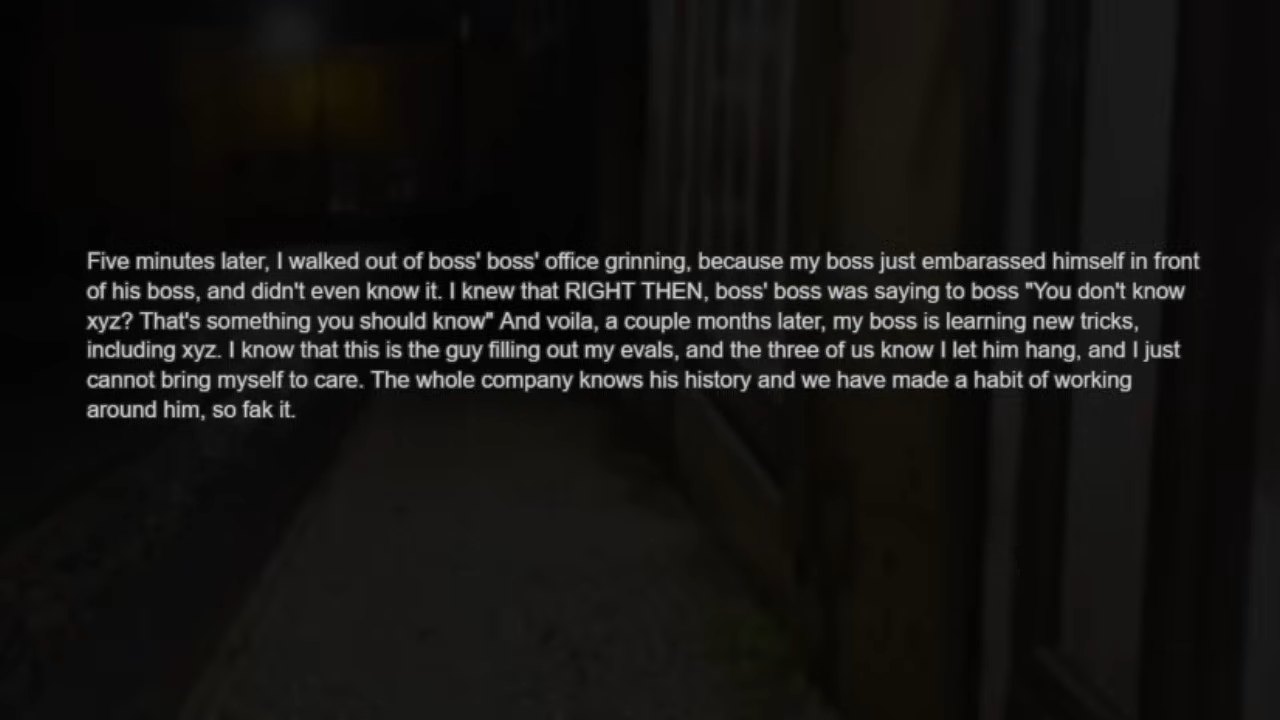 Five minutes later, I walked out of boss' boss' office grinning, because my boss just embarassed himself in front
of his boss, and didn't even know it. I knew that RIGHT THEN, boss' boss was saying to boss "You don't know
xyz? That's something you should know" And voila, a couple months later, my boss is learning new tricks,
including xyz. I know that this is the guy filling out my evals, and the three of us know I let him hang, and I just
cannot bring myself to care. The whole company knows his history and we have made a habit of working
around him, so fak it.